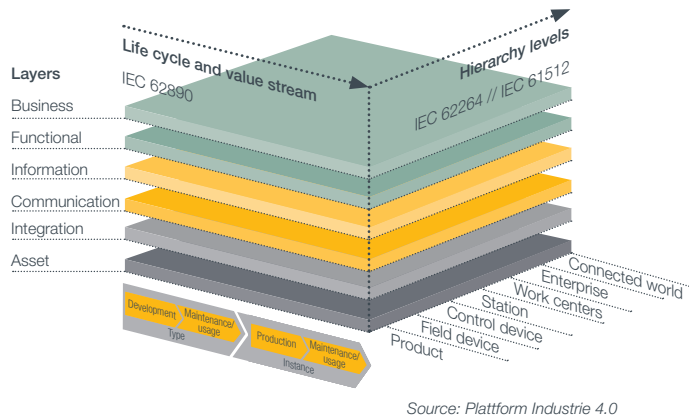 Life cycle and value stream
IEC 62890
Hierarchy levels
IEC 62264 // IEC 61512
Layers
Business
Functional
Information
Communication
Integration
Asset
Development
Maintenance/
usage
Type
Production
Maintenance/
usage
Instance
Product
Field device
Control device
Station
Work centers
Enterprise
Connected world
Source: Plattform Industrie 4.0